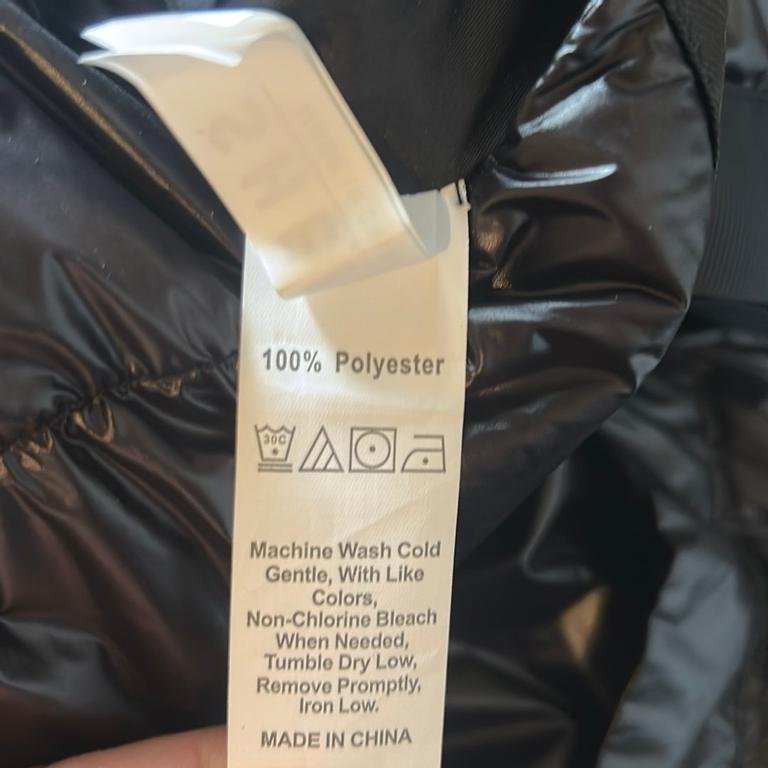 100% Polyester
30C
Machine Wash Cold
Gentle, With Like
Colors,
Non-Chlorine Bleach
When Needed,
Tumble Dry Low,
Remove Promptly,
Iron Low.
MADE IN CHINA